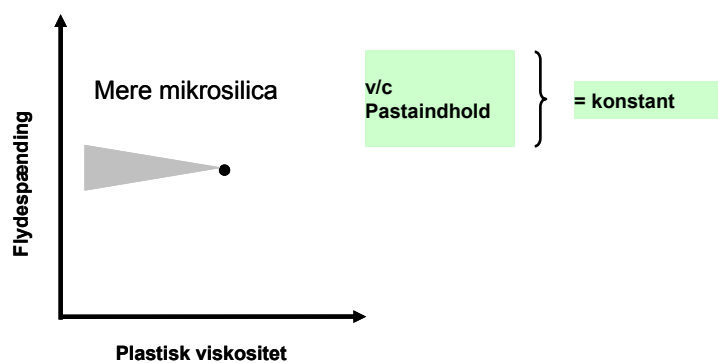 Mere mikrosilica
v/c
Pastaindhold
= konstant
Flydespænding
Plastisk viskositet